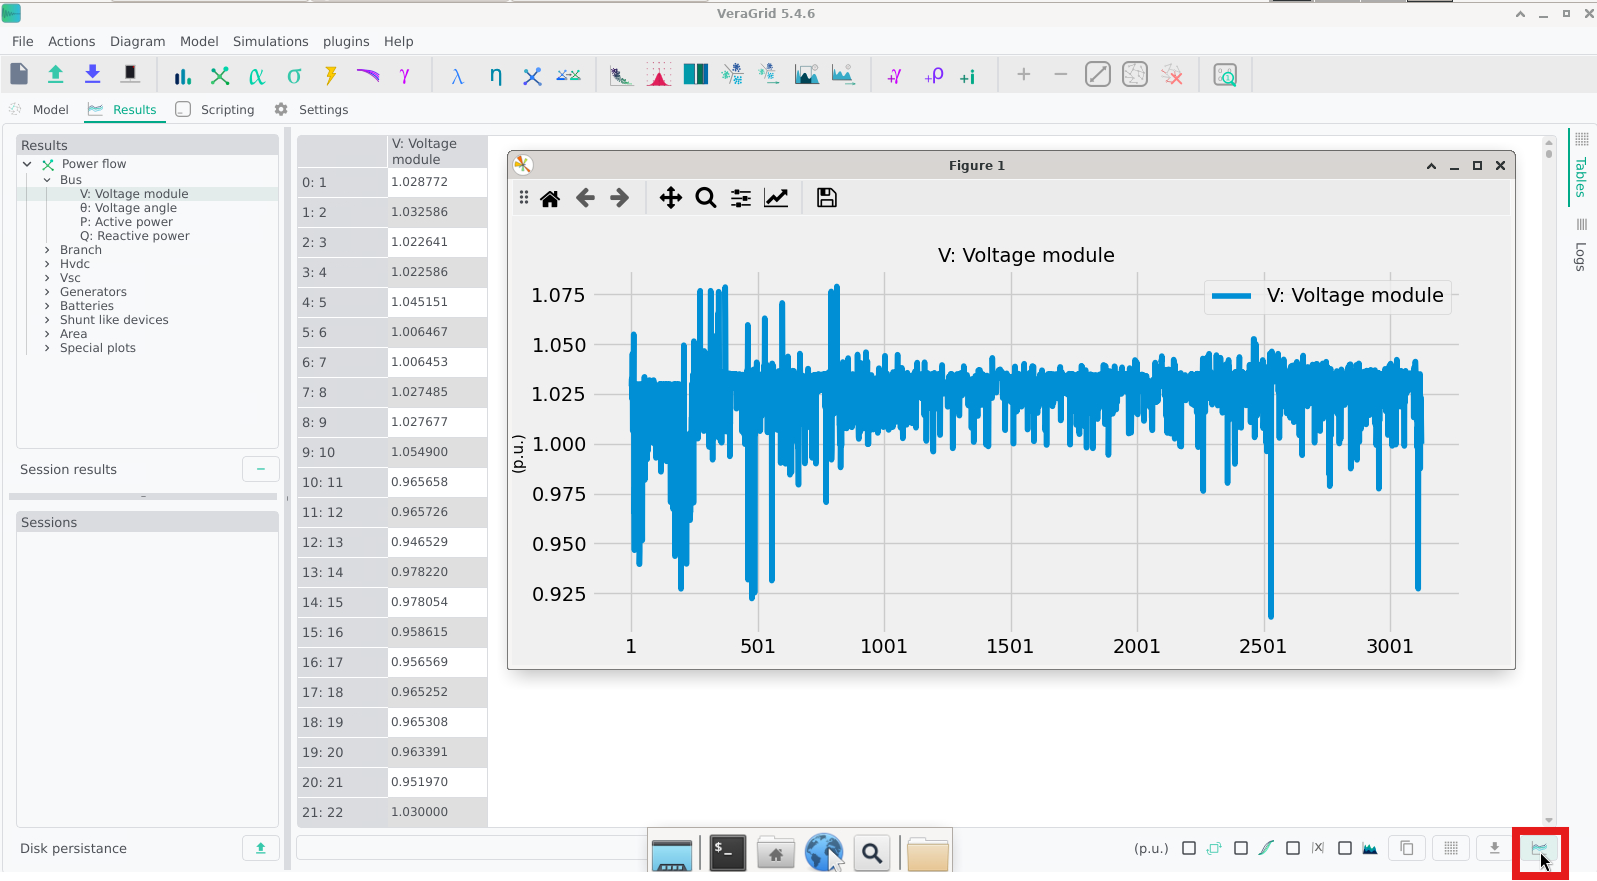 VeraGrid 5.4.6
File Actions Diagram Model Simulations plugins Help
Model Results Scripting Settings
Results
Power flow
Bus
V: Voltage module
θ: Voltage angle
P: Active power
Q: Reactive power
Branch
Hvdc
Vsc
Generators
Batteries
Shunt like devices
Area
Special plots
Session results
Sessions
Disk persistance
V: Voltage
module
0: 1 1.028772
1: 2 1.032586
2: 3 1.022641
3: 4 1.022586
4: 5 1.045151
5: 6 1.006467
6: 7 1.006453
7: 8 1.027485
8: 9 1.027677
9: 10 1.054900
10: 11 0.965658
11: 12 0.965726
12: 13 0.946529
13: 14 0.978220
14: 15 0.978054
15: 16 0.958615
16: 17 0.956569
17: 18 0.965252
18: 19 0.965308
19: 20 0.963391
20: 21 0.951970
21: 22 1.030000
Figure 1
V: Voltage module
V: Voltage module
(p.u.)
1.075
1.050
1.025
1.000
0.975
0.950
0.925
1 501 1001 1501 2001 2501 3001
Tables
Logs
(p.u.)
|X|